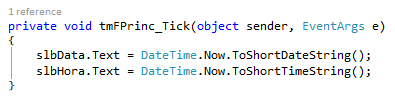 1 reference
private void tmFPrinc_Tick(object sender, EventArgs e)
{
slbData.Text = DateTime.Now.ToShortDateString();
slbHora.Text = DateTime.Now.ToShortTimeString();
}